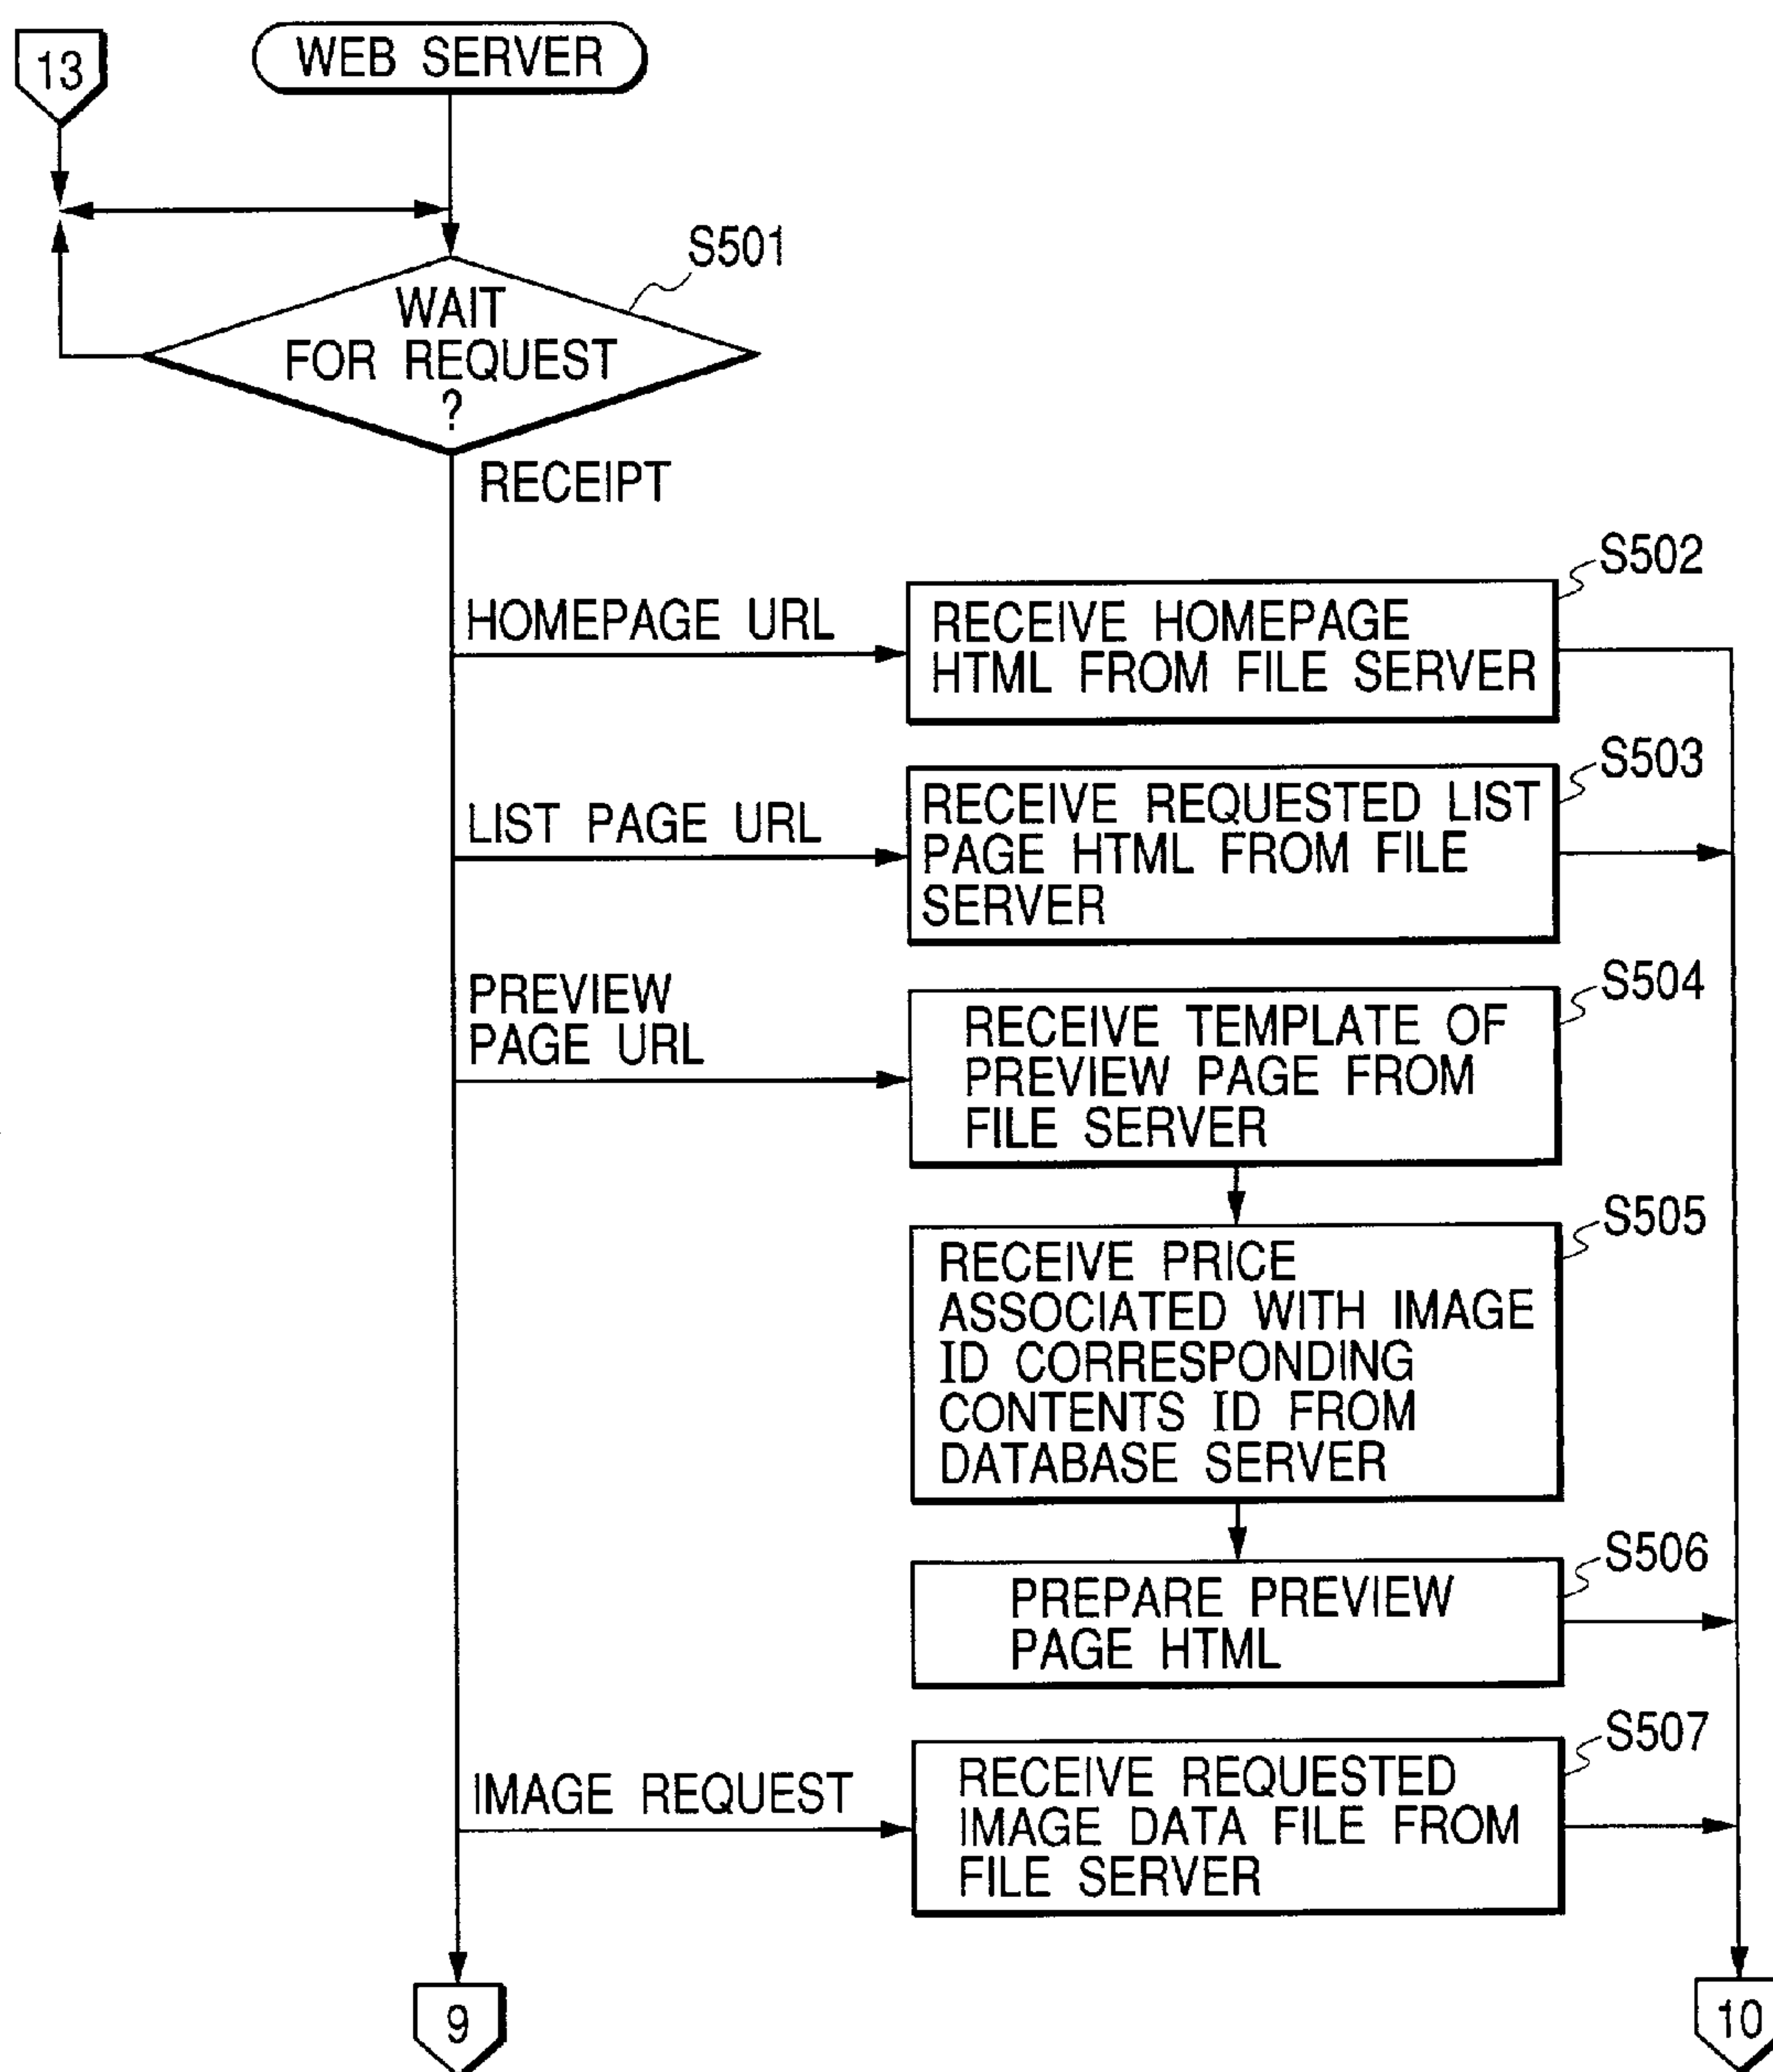 13
WEB SERVER
S501
WAIT
FOR REQUEST
?
RECEIPT
S502
HOMEPAGE URL
RECEIVE HOMEPAGE
HTML FROM FILE SERVER
S503
LIST PAGE URL
RECEIVE REQUESTED LIST
PAGE HTML FROM FILE
SERVER
S504
PREVIEW
PAGE URL
RECEIVE TEMPLATE OF
PREVIEW PAGE FROM
FILE SERVER
S505
RECEIVE PRICE
ASSOCIATED WITH IMAGE
ID CORRESPONDING
CONTENTS ID FROM
DATABASE SERVER
S506
PREPARE PREVIEW
PAGE HTML
S507
IMAGE REQUEST
RECEIVE REQUESTED
IMAGE DATA FILE FROM
FILE SERVER
9
10